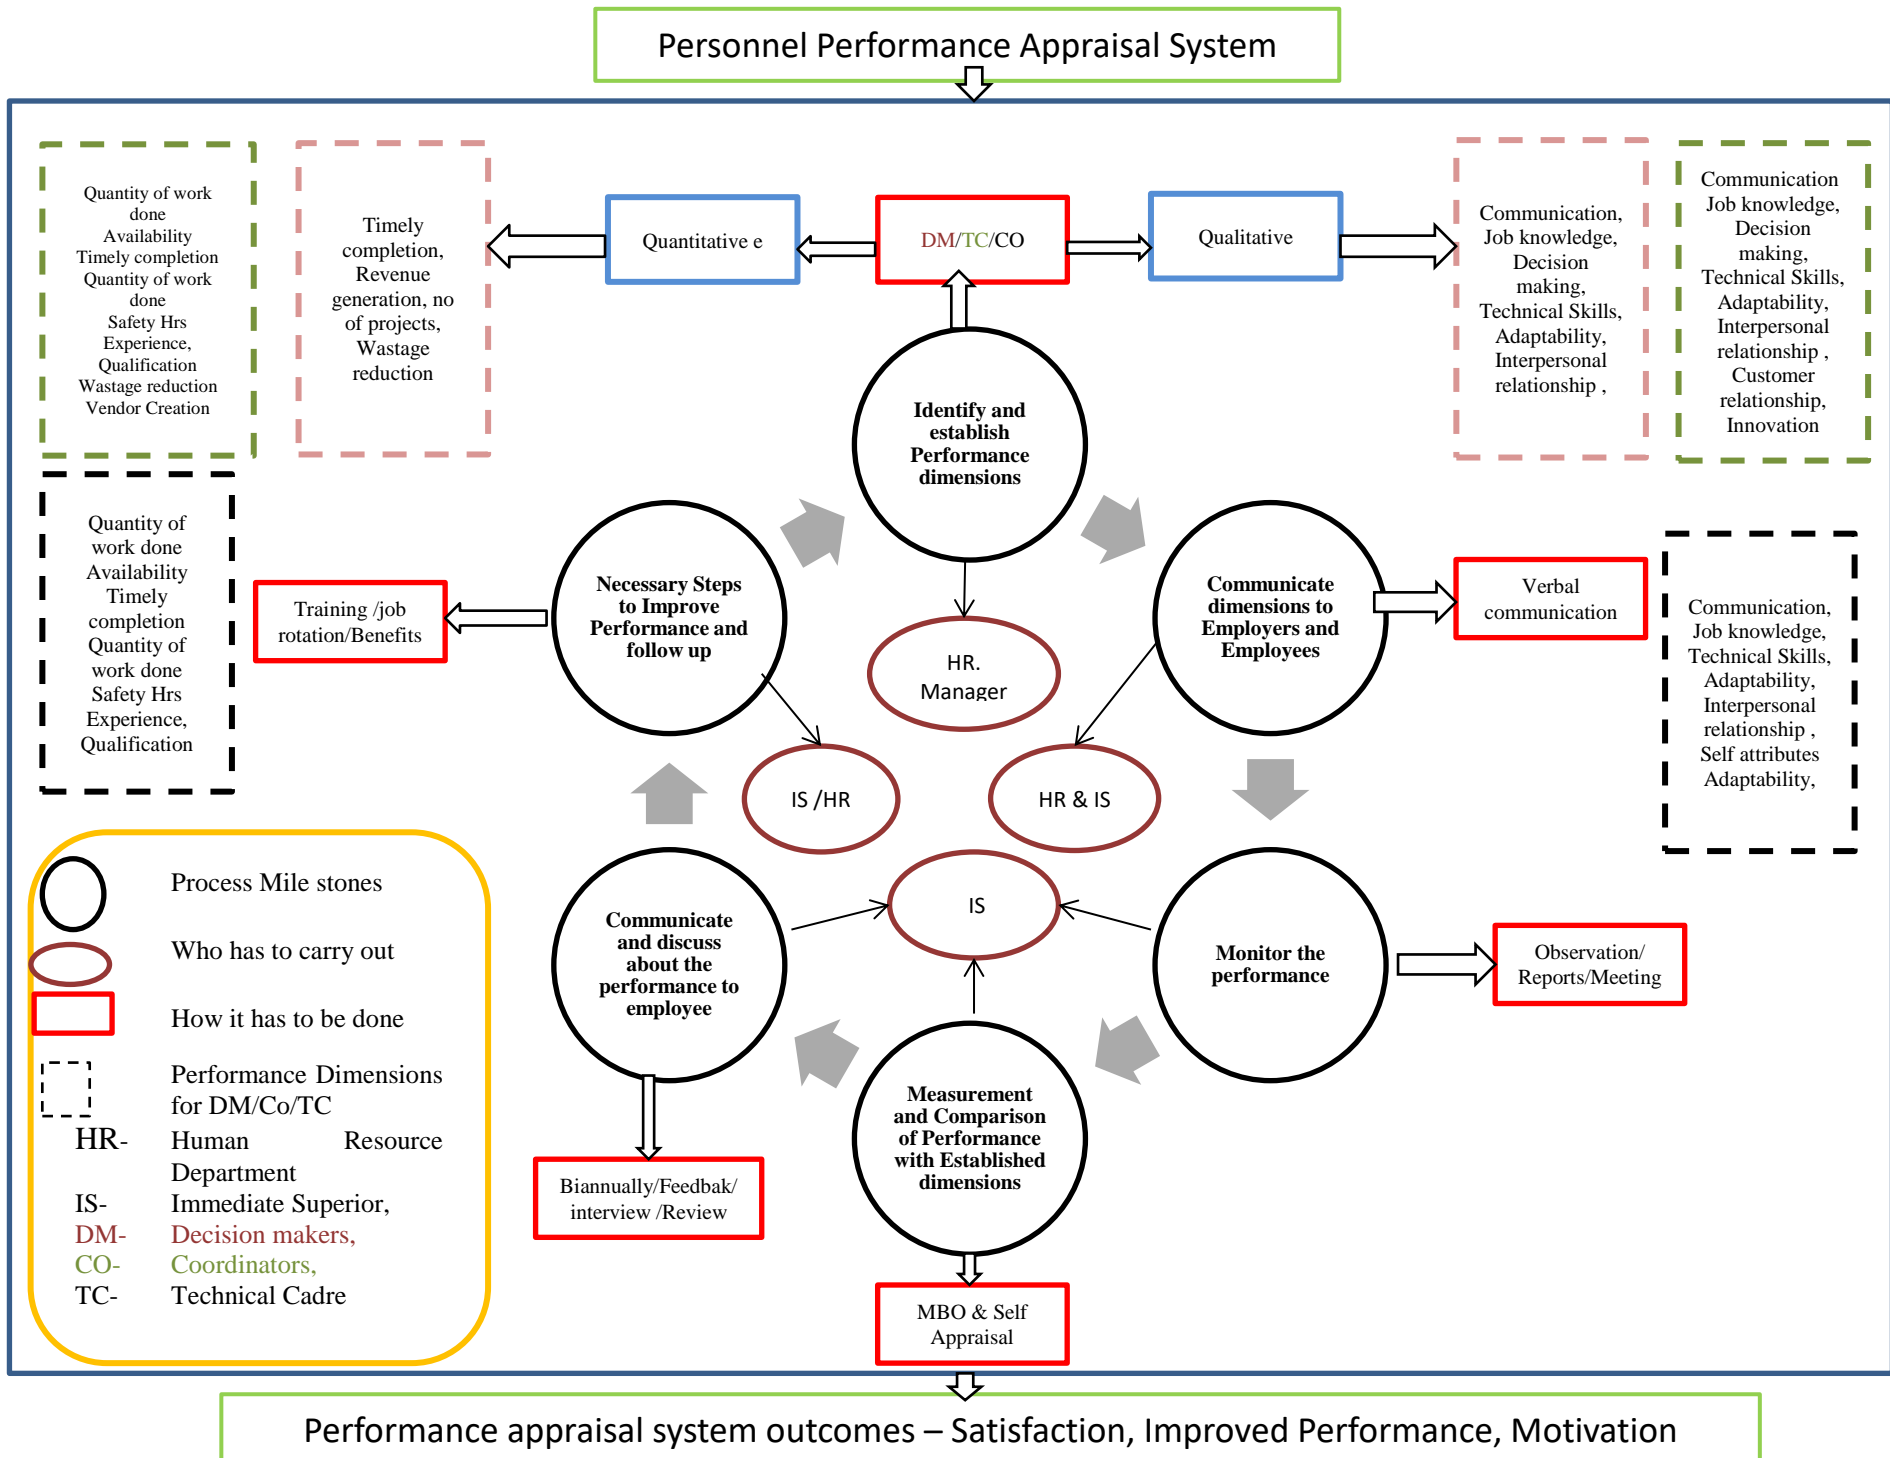 Personnel Performance Appraisal System
Quantity of work
done
Availability
Timely completion
Quantity of work
done
Safety Hrs
Experience,
Qualification
Wastage reduction
Vendor Creation
Timely
completion,
Revenue
generation, no
of projects,
Wastage
reduction
Quantitative e
DM/TC/CO
Qualitative
Communication,
Job knowledge,
Decision
making,
Technical Skills,
Adaptability,
Interpersonal
relationship ,
Communication
Job knowledge,
Decision
making,
Technical Skills,
Adaptability,
Interpersonal
relationship ,
Customer
relationship,
Innovation
Identify and
establish
Performance
dimensions
Quantity of
work done
Availability
Timely
completion
Quantity of
work done
Safety Hrs
Experience,
Qualification
Training /job
rotation/Benefits
Necessary Steps
to Improve
Performance and
follow up
HR.
Manager
Communicate
dimensions to
Employers and
Employees
Verbal
communication
Communication,
Job knowledge,
Technical Skills,
Adaptability,
Interpersonal
relationship ,
Self attributes
Adaptability,
IS /HR
HR & IS
IS
Communicate
and discuss
about the
performance to
employee
Monitor the
performance
Observation/
Reports/Meeting
Measurement
and Comparison
of Performance
with Established
dimensions
Biannually/Feedbak/
interview /Review
MBO & Self
Appraisal
Process Mile stones
Who has to carry out
How it has to be done
Performance Dimensions
for DM/Co/TC
HR- Human Resource
Department
IS- Immediate Superior,
DM- Decision makers,
CO- Coordinators,
TC- Technical Cadre
Performance appraisal system outcomes – Satisfaction, Improved Performance, Motivation